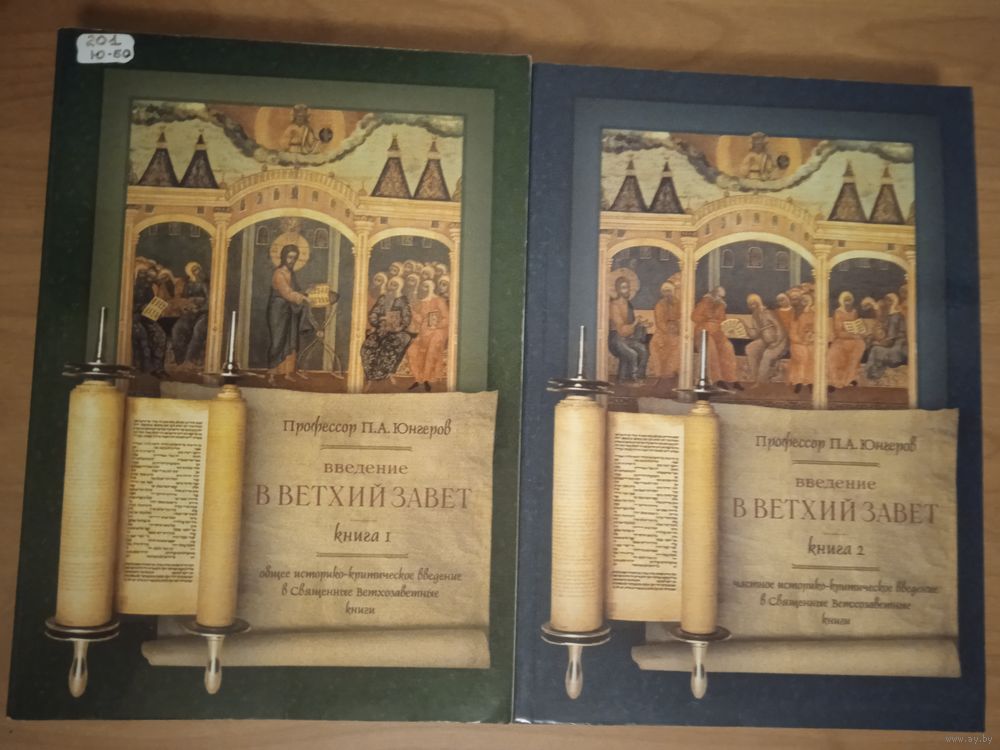 201
Ю-50
Профессор П.А. Юнгеров
введение
В ВЕТХИЙ ЗАВЕТ
книга 1
общее историко-критическое введение
в Священные Ветхозаветные
книги
Профессор П.А. Юнгеров
введение
В ВЕТХИЙ ЗАВЕТ
книга 2
частное историко-критическое введение
в Священные Ветхозаветные
книги
www.ay.by